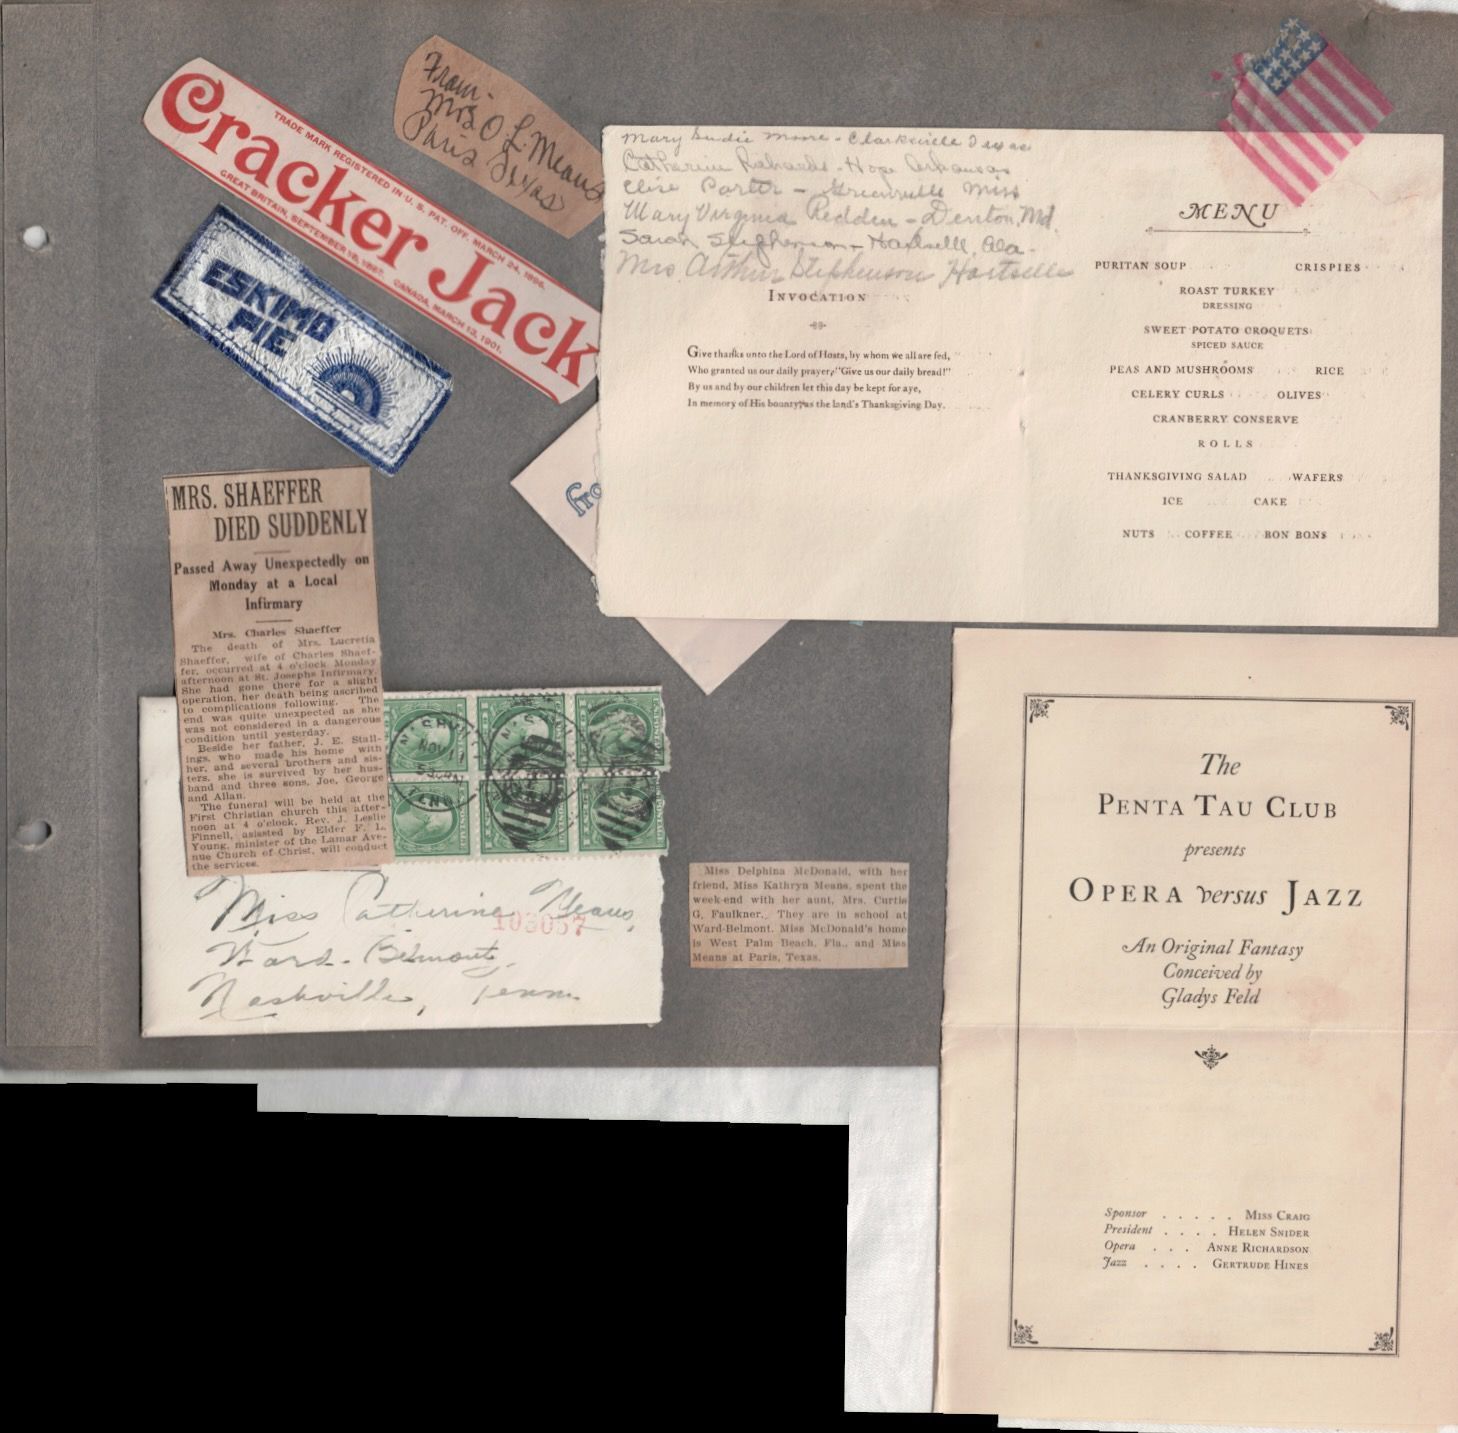 From-
Mrs O. L. Means
Paris Texas
Cracker Jack
TRADE MARK REGISTERED IN U. S. PAT. OFF. MARCH 24, 1896.
GREAT BRITAIN, SEPTEMBER 18, 1897. CANADA, MARCH 13, 1901.
ESKIMO
PIE
Mary Moore - Clarksville Texas
Catherine Richards - Hope Arkansas
Elise Porter - Greenville Miss
Mary Virginia Redden - Denton, Md.
Sarah Stephenson - Hartselle, Ala.
Mrs. Arthur Stephenson Hartselle
INVOCATION
Give thanks unto the Lord of Hosts, by whom we all are fed,
Who granted us our daily prayer, "Give us our daily bread!"
By us and by our children let this day be kept for aye,
In memory of His bounty, as the land's Thanksgiving Day.
MENU
PURITAN SOUP CRISPIES
ROAST TURKEY
DRESSING
SWEET POTATO CROQUETS
SPICED SAUCE
PEAS AND MUSHROOMS RICE
CELERY CURLS OLIVES
CRANBERRY CONSERVE
ROLLS
THANKSGIVING SALAD WAFERS
ICE CAKE
NUTS COFFEE BON BONS
MRS. SHAEFFER
DIED SUDDENLY
Passed Away Unexpectedly on
Monday at a Local
Infirmary
Mrs. Charles Shaeffer
The death of Mrs. Lucretia
Shaeffer, wife of Charles Shaef-
fer, occurred at 4 o'clock Monday
afternoon at St. Josephs Infirmary.
She had gone there for a slight
operation, her death being ascribed
to complications following. The
end was quite unexpected as she
was not considered in a dangerous
condition until yesterday.
Beside her father, J. E. Stall-
ings, who made his home with
her, and several brothers and sis-
ters, she is survived by her hus-
band and three sons, Joe, George
and Allan.
The funeral will be held at the
First Christian church this after-
noon at 4 o'clock. Rev. J. Leslie
Finnell, asissted by Elder F. L.
Young, minister of the Lamar Ave-
nue Church of Christ, will conduct
the services.
NOV
TENN
Miss Catherine Means,
103057
Ward-Belmont,
Nashville, Tenn
Miss Delphina McDonald, with her
friend, Miss Kathryn Means, spent the
week-end with her aunt, Mrs. Curtis
G. Faulkner. They are in school at
Ward-Belmont. Miss McDonald's home
is West Palm Beach, Fla., and Miss
Means at Paris, Texas.
The
PENTA TAU CLUB
presents
OPERA versus JAZZ
An Original Fantasy
Conceived by
Gladys Feld
Sponsor . . . . . MISS CRAIG
President . . . . HELEN SNIDER
Opera . . . ANNE RICHARDSON
Jazz . . . . GERTRUDE HINES